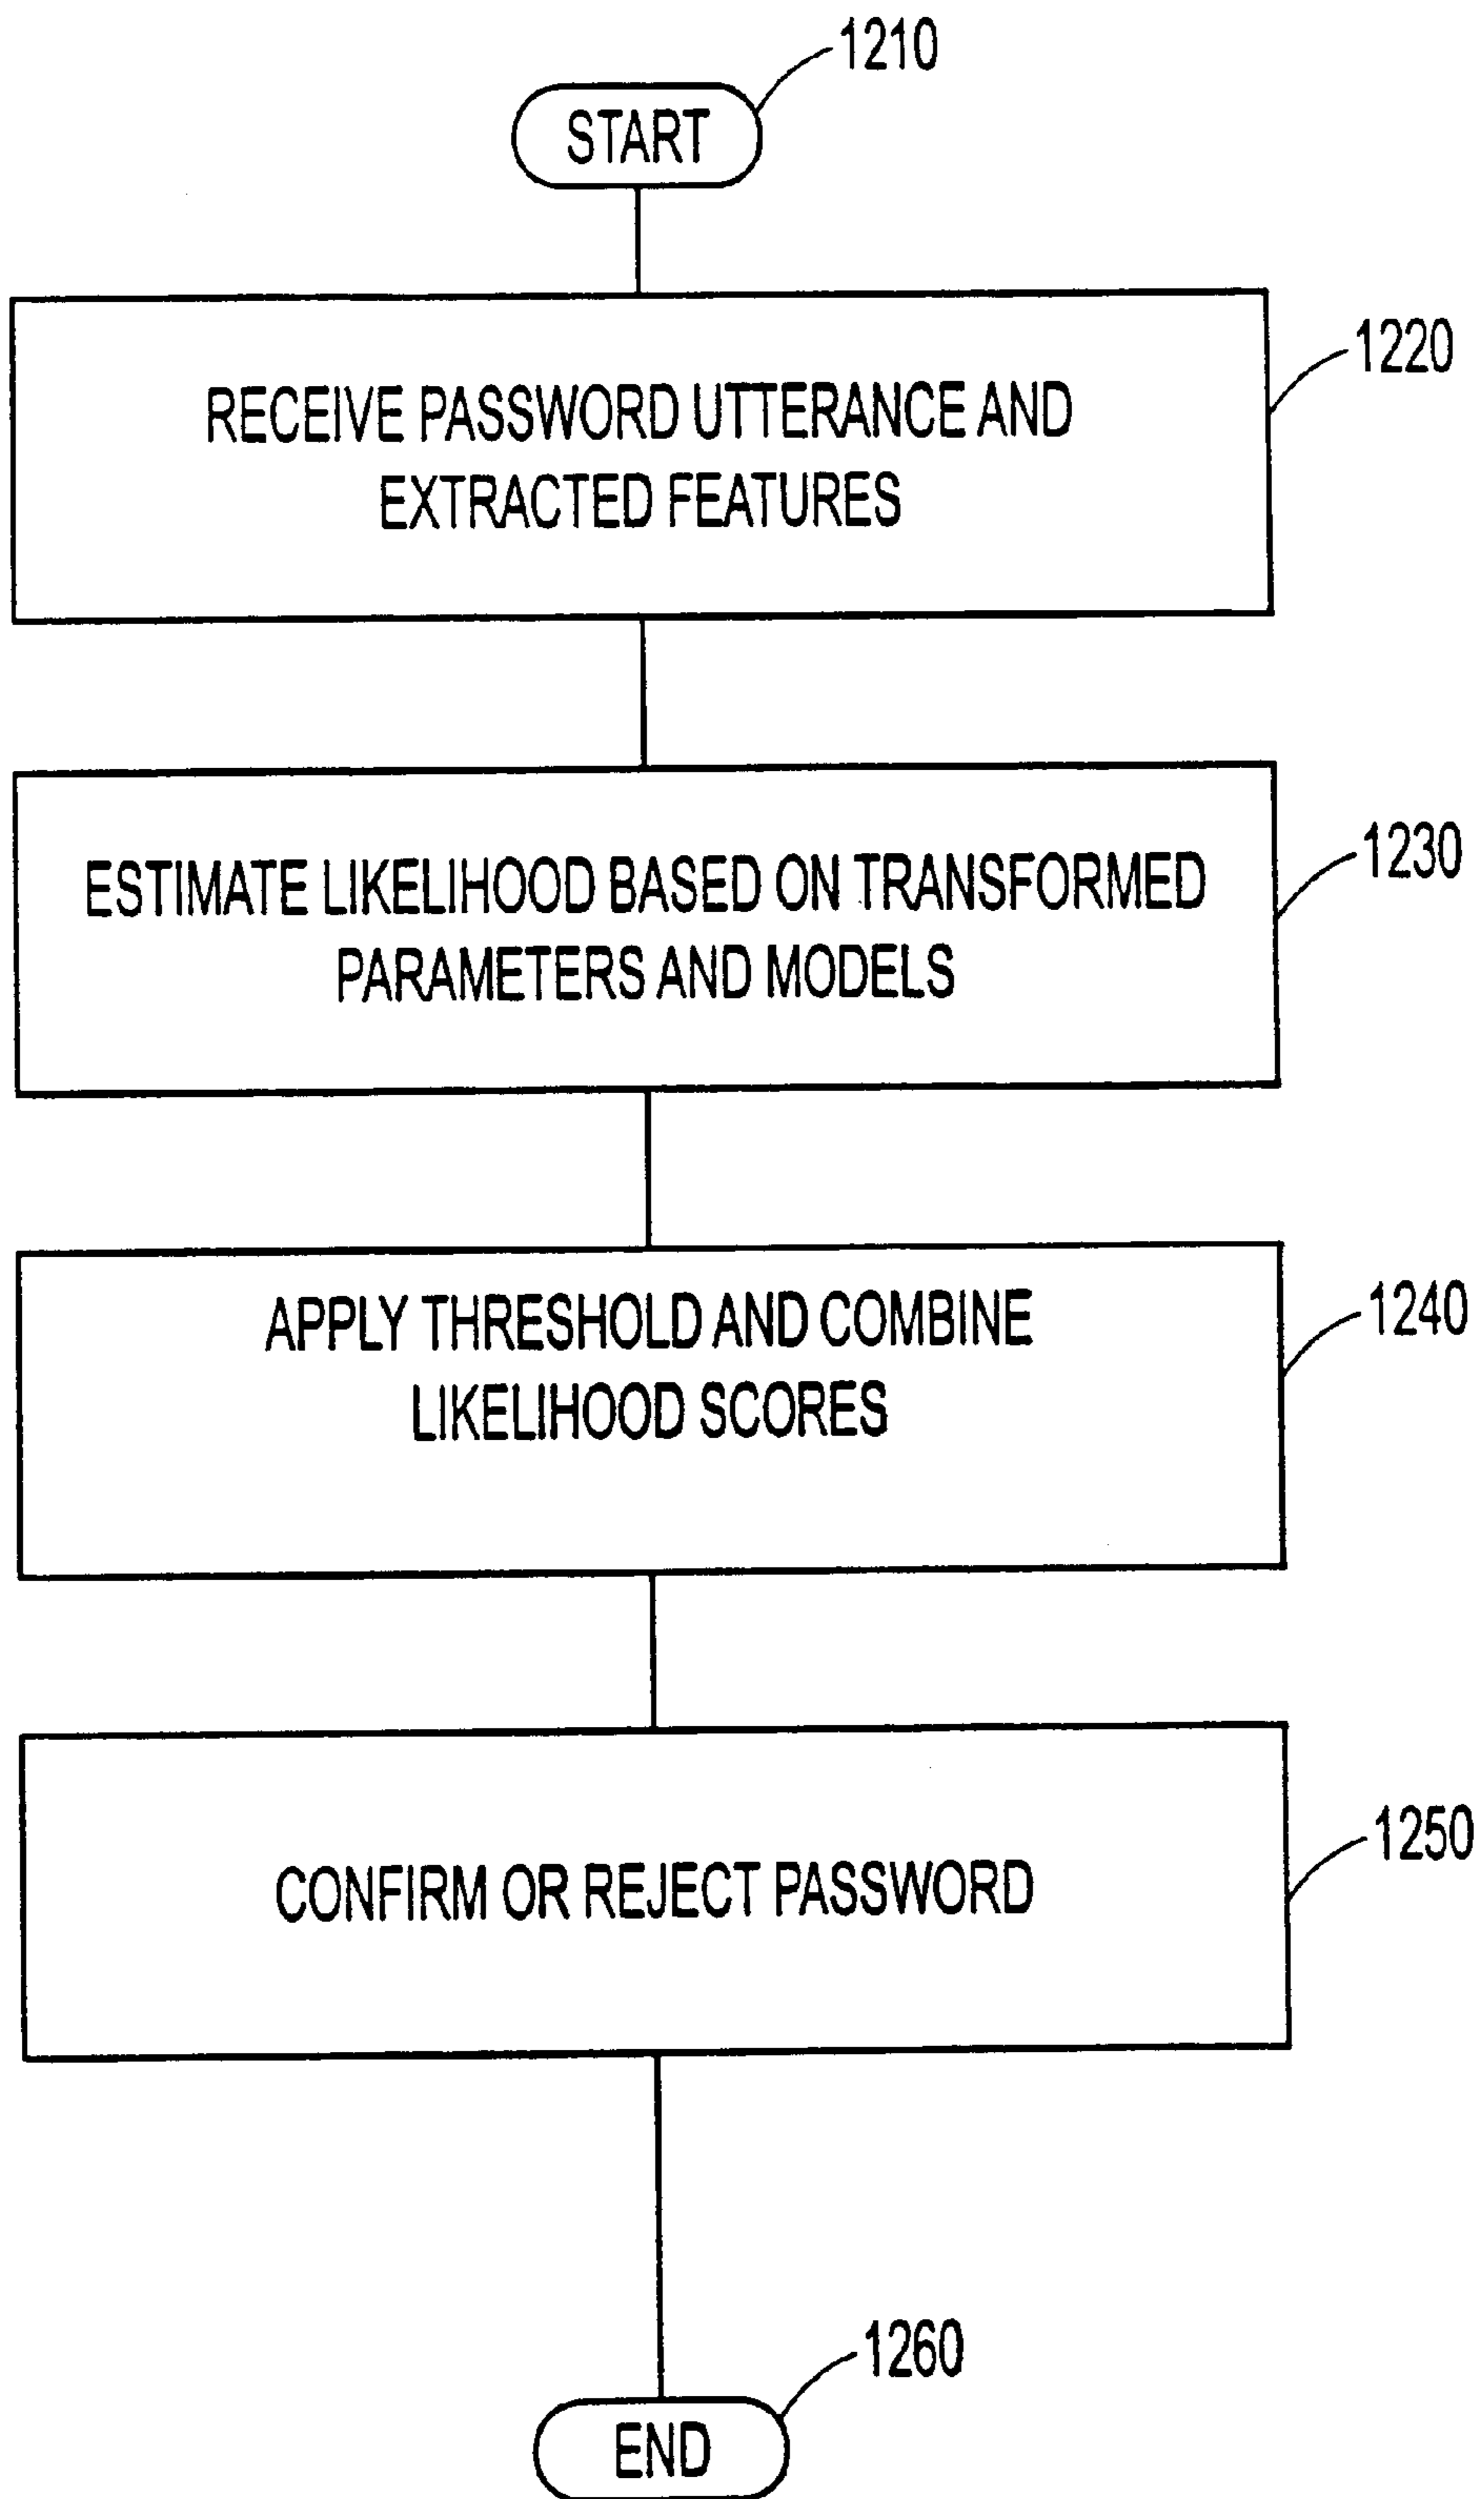 1210
START
1220
RECEIVE PASSWORD UTTERANCE AND
EXTRACTED FEATURES
1230
ESTIMATE LIKELIHOOD BASED ON TRANSFORMED
PARAMETERS AND MODELS
1240
APPLY THRESHOLD AND COMBINE
LIKELIHOOD SCORES
1250
CONFIRM OR REJECT PASSWORD
1260
END